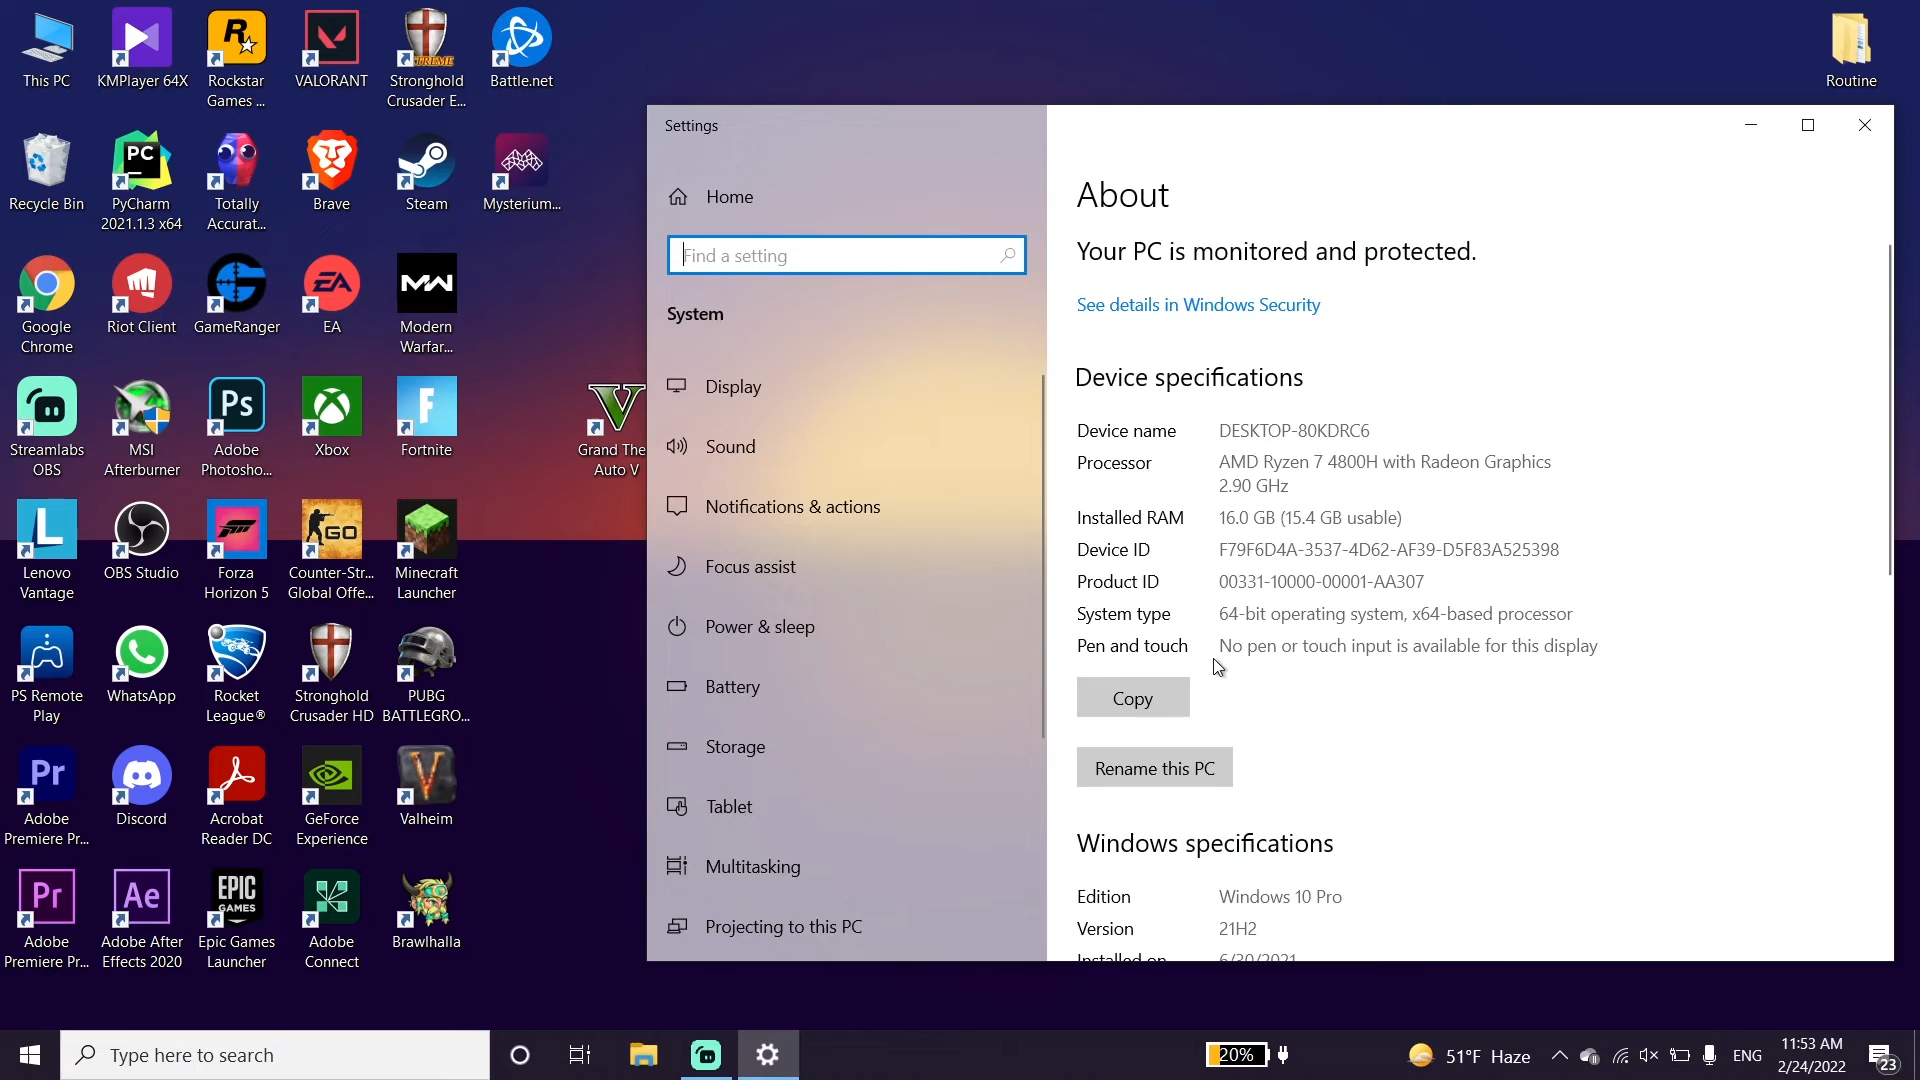 This PC
KMPlayer 64X
Rockstar
Games ...
VALORANT
Stronghold
Crusader E...
Battle.net
Routine
Recycle Bin
PC
PyCharm
2021.1.3 x64
Totally
Accurat...
Brave
Steam
Mysterium...
Google
Chrome
Riot Client
GameRanger
EA
EA
Modern
Warfar...
Streamlabs
OBS
MSI
Afterburner
Ps
Adobe
Photosho...
Xbox
Fortnite
Grand The
Auto V
Lenovo
Vantage
OBS Studio
Forza
Horizon 5
GO
Counter-Str...
Global Offe...
Minecraft
Launcher
PS Remote
Play
WhatsApp
Rocket
League®
Stronghold
Crusader HD
PUBG
BATTLEGRO...
Pr
Adobe
Premiere Pr...
Discord
Acrobat
Reader DC
GeForce
Experience
Valheim
Pr
Adobe
Premiere Pr...
Ae
Adobe After
Effects 2020
EPIC
GAMES
Epic Games
Launcher
Adobe
Connect
Brawlhalla
Settings
Home
Find a setting
System
Display
Sound
Notifications & actions
Focus assist
Power & sleep
Battery
Storage
Tablet
Multitasking
Projecting to this PC
About
Your PC is monitored and protected.
See details in Windows Security
Device specifications
Device name DESKTOP-80KDRC6
Processor AMD Ryzen 7 4800H with Radeon Graphics
2.90 GHz
Installed RAM 16.0 GB (15.4 GB usable)
Device ID F79F6D4A-3537-4D62-AF39-D5F83A525398
Product ID 00331-10000-00001-AA307
System type 64-bit operating system, x64-based processor
Pen and touch No pen or touch input is available for this display
Copy
Rename this PC
Windows specifications
Edition Windows 10 Pro
Version 21H2
Installed on 6/30/2021
Type here to search
20%
51°F Haze
ENG
11:53 AM
2/24/2022
23